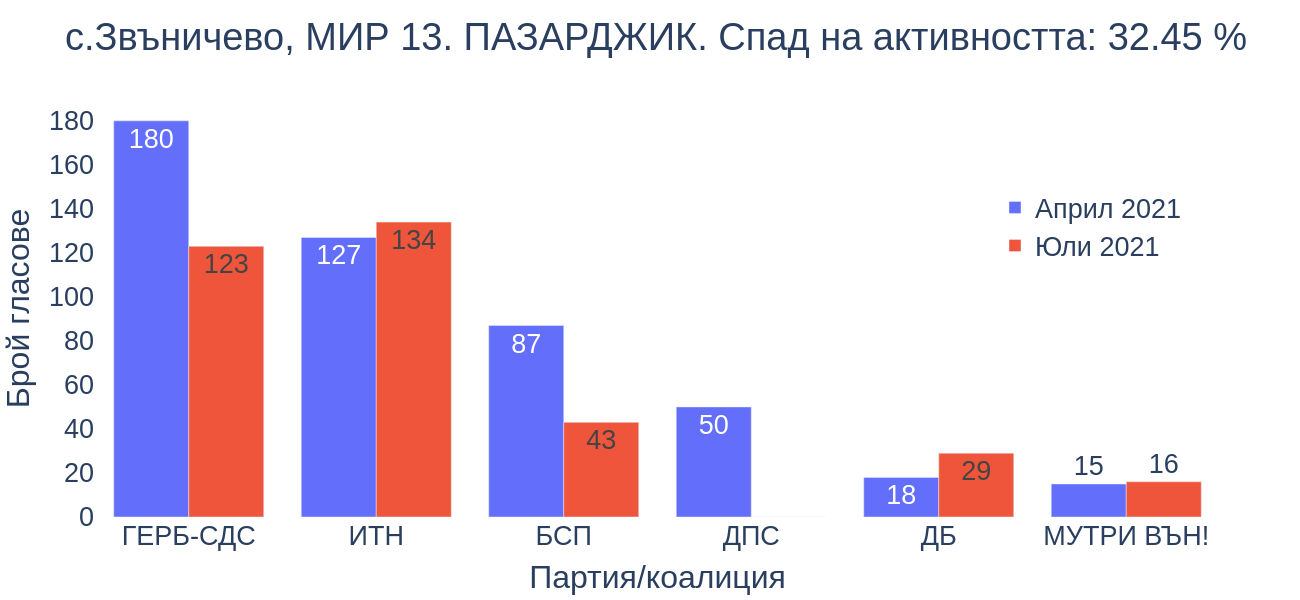 с.Звъничево, МИР 13. ПАЗАРДЖИК. Спад на активността: 32.45 %
Брой гласове
180
160
140
120
100
80
60
40
20
0
180
123
127
134
87
43
50
18
29
15
16
Април 2021
Юли 2021
ГЕРБ-СДС
ИТН
БСП
ДПС
ДБ
МУТРИ ВЪН!
Партия/коалиция